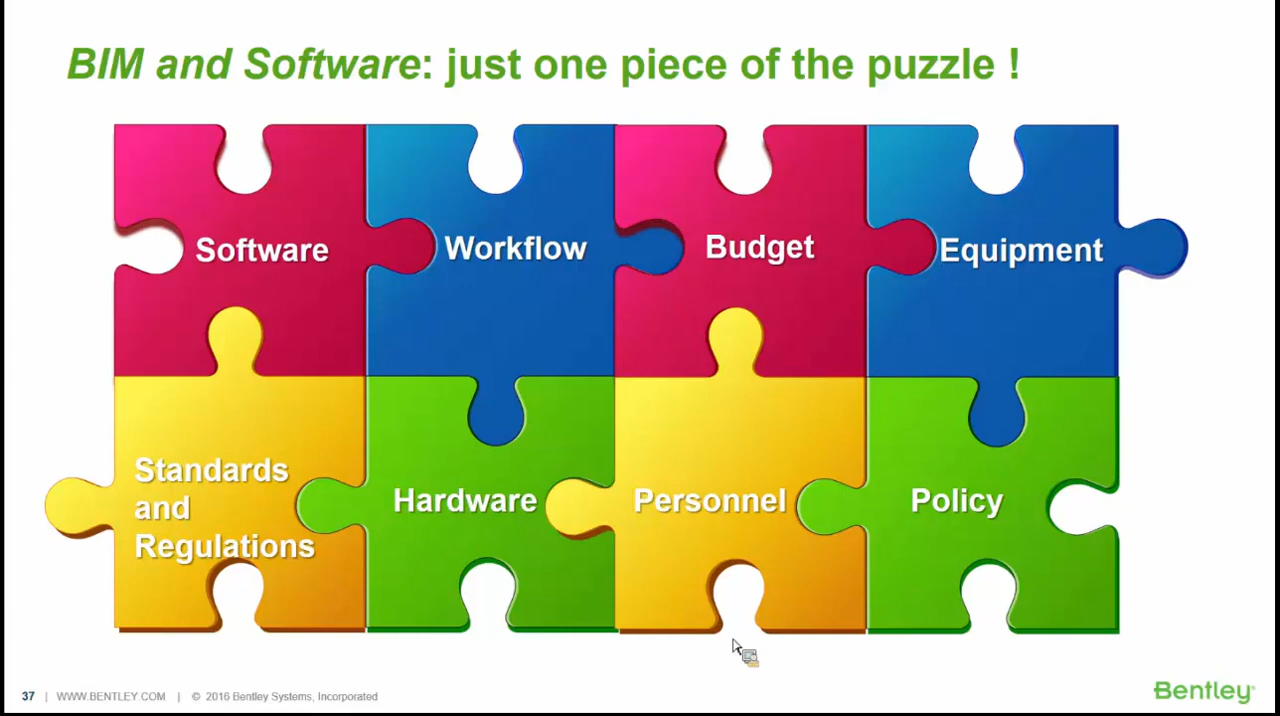 BIM and Software: just one piece of the puzzle !
Software
Workflow
Budget
Equipment
Standards
and
Regulations
Hardware
Personnel
Policy
37 | WWW.BENTLEY.COM | © 2016 Bentley Systems, Incorporated
Bentley®